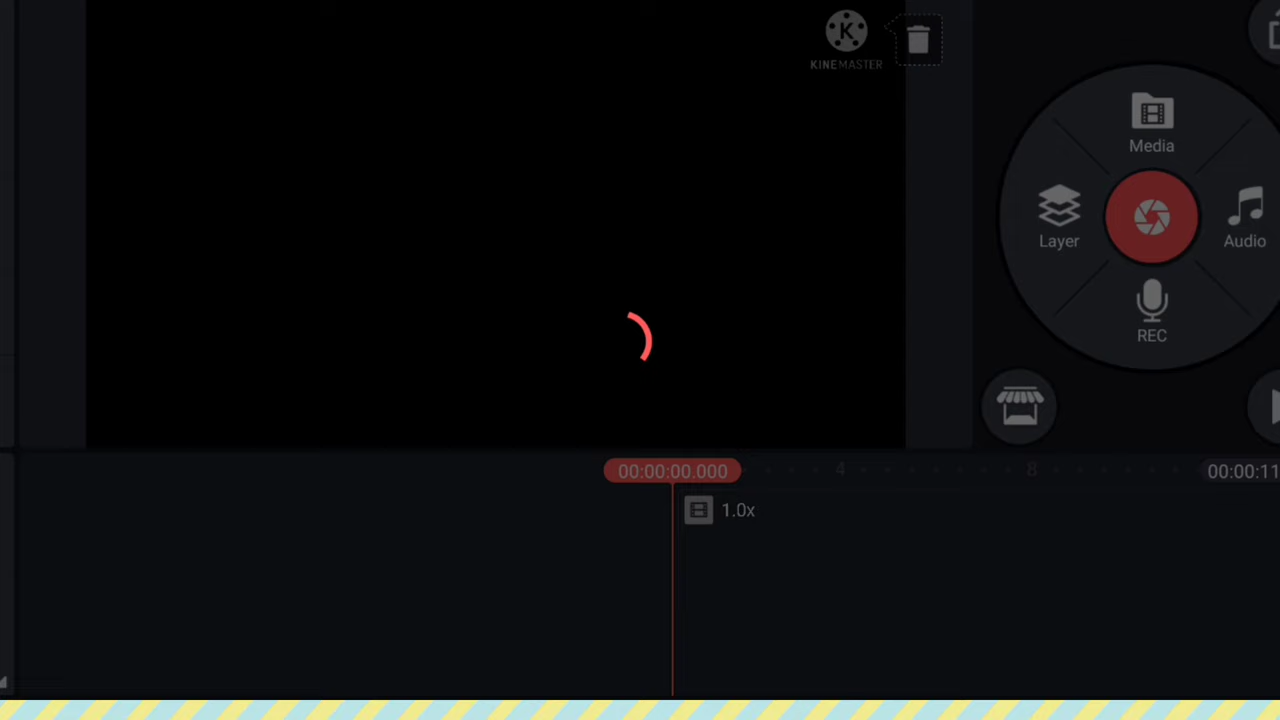 KINEMASTER
Media
Layer
Audio
REC
00:00:00.000
4
8
00:00:11
1.0x